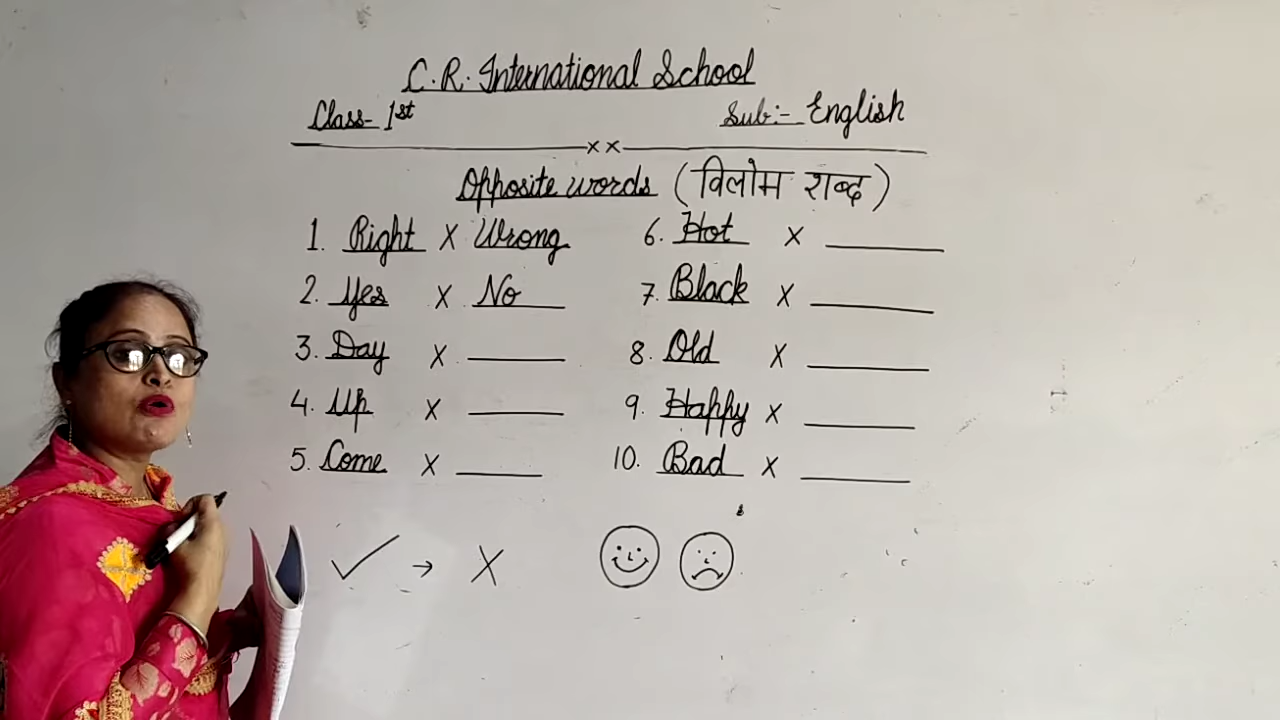 C.R. International School
Class- 1st Sub:- English
Opposite words (विलोम शब्द)
1. Right X Wrong
2. Yes X No
3. Day X
4. Up X
5. Come X
6. Hot X
7. Black X
8. Old X
9. Happy X
10. Bad X